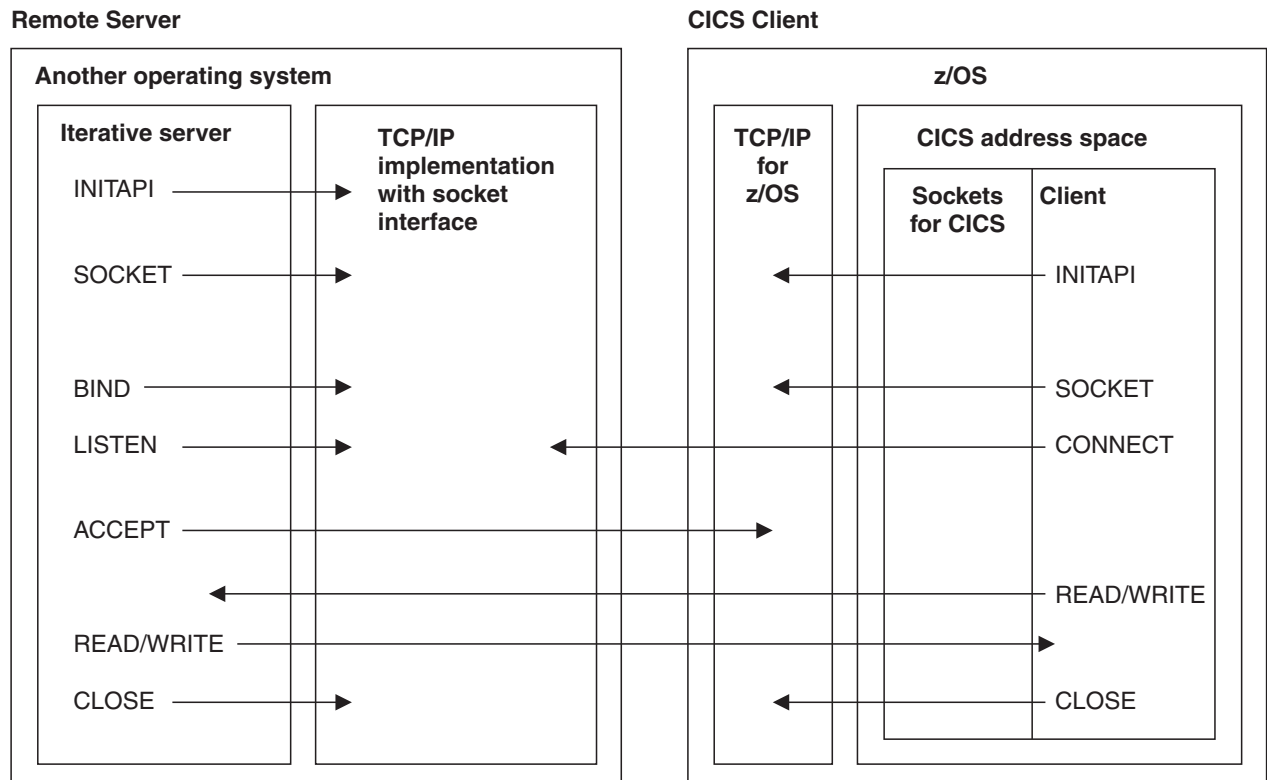 Remote Server
CICS Client
Another operating system
z/OS
Iterative server
TCP/IP
implementation
with socket
interface
TCP/IP
for
z/OS
CICS address space
Sockets
for CICS
Client
INITAPI
SOCKET
INITAPI
BIND
SOCKET
LISTEN
CONNECT
ACCEPT
READ/WRITE
READ/WRITE
CLOSE
CLOSE